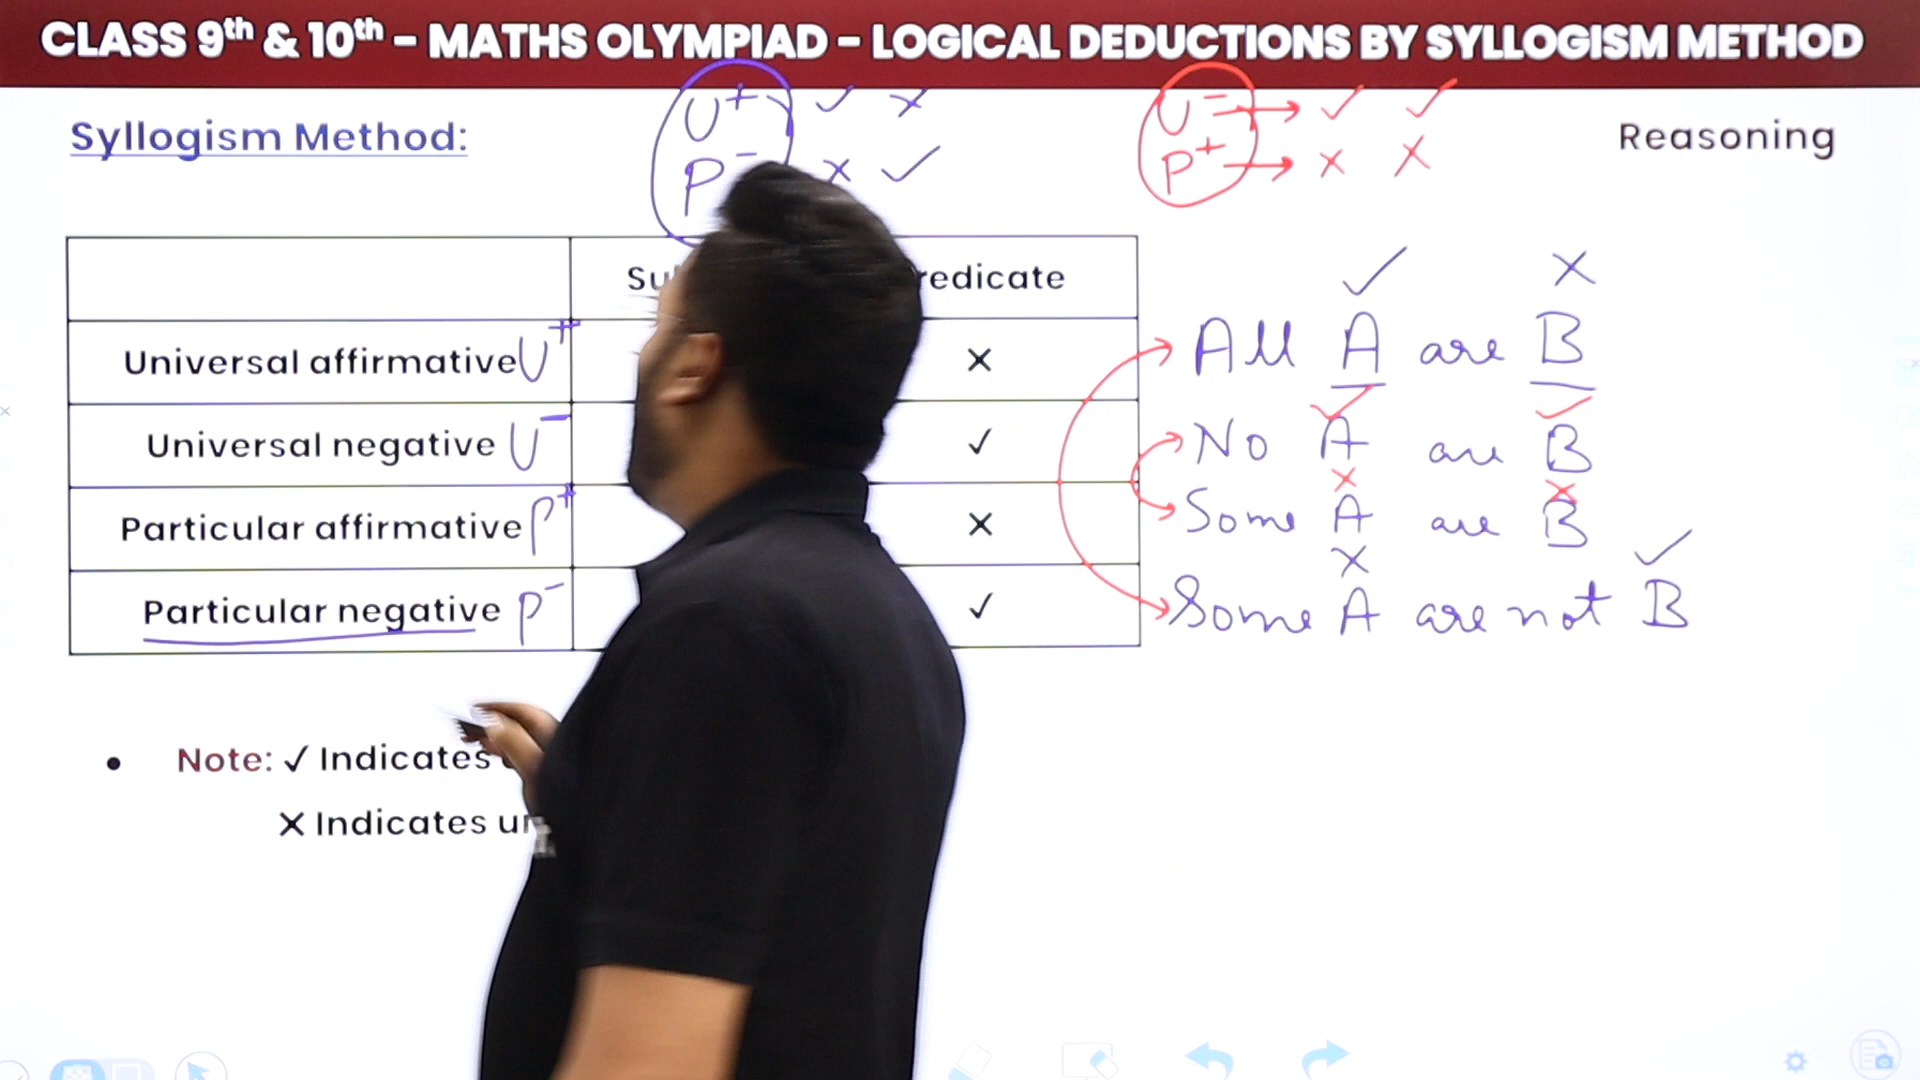 CLASS 9th & 10th – MATHS OLYMPIAD – LOGICAL DEDUCTIONS BY SYLLOGISM METHOD
Syllogism Method:
U+ ✓ ✗
P- ✗ ✓
U- → ✓ ✓
P+ → ✗ ✗
Reasoning
Universal affirmative U+ ✗
Universal negative U- ✓
Particular affirmative P+ ✗
Particular negative P- ✓
✓ ✗
All A are B
✓ ✓
No A are B
✗ ✗
Some A are B
✗ ✓
Some A are not B
• Note: ✓ Indicates
✗ Indicates